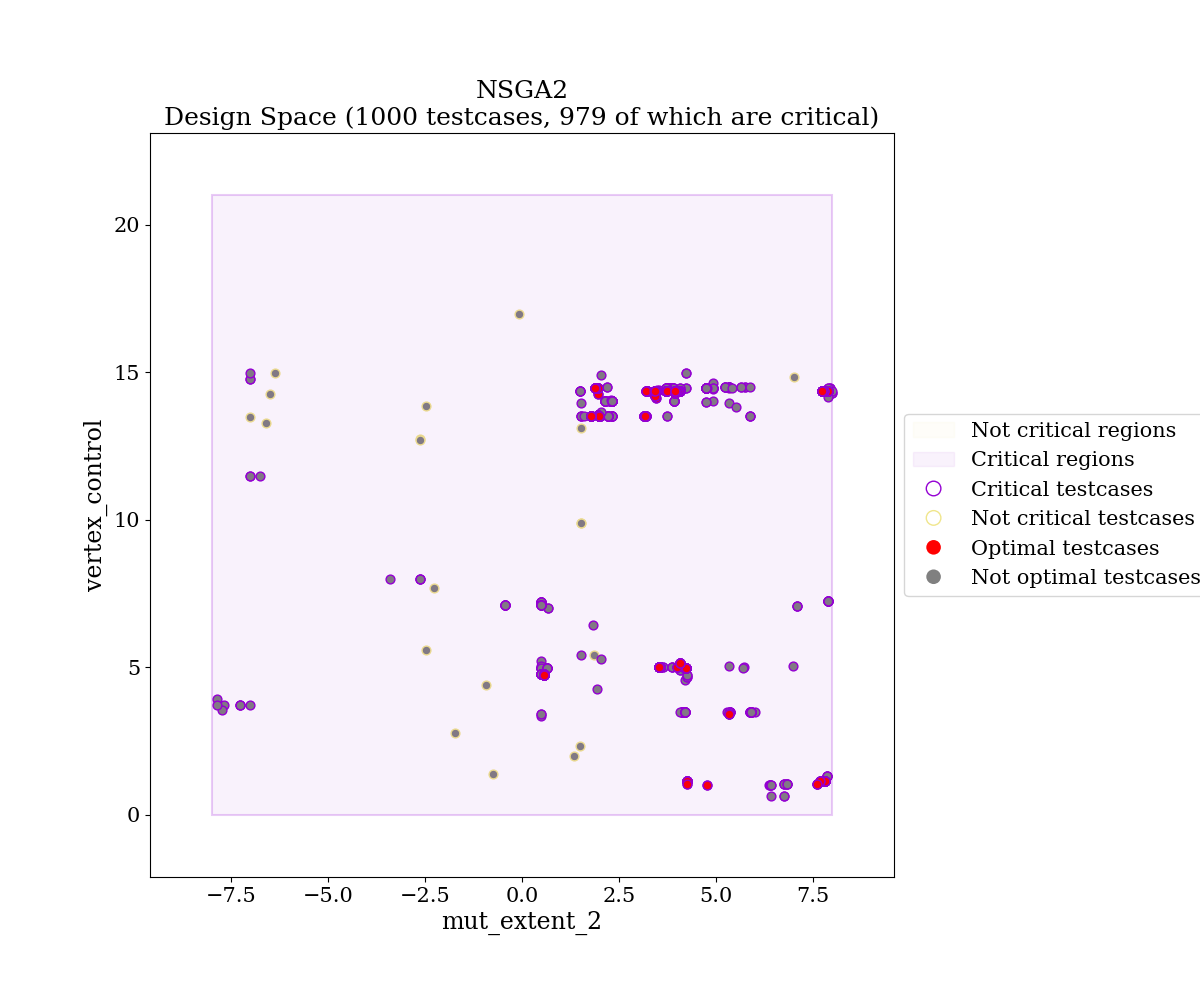 NSGA2
Design Space (1000 testcases, 979 of which are critical)
vertex_control
20
15
10
5
0
−7.5
−5.0
−2.5
0.0
2.5
5.0
7.5
mut_extent_2
Not critical regions
Critical regions
Critical testcases
Not critical testcases
Optimal testcases
Not optimal testcases